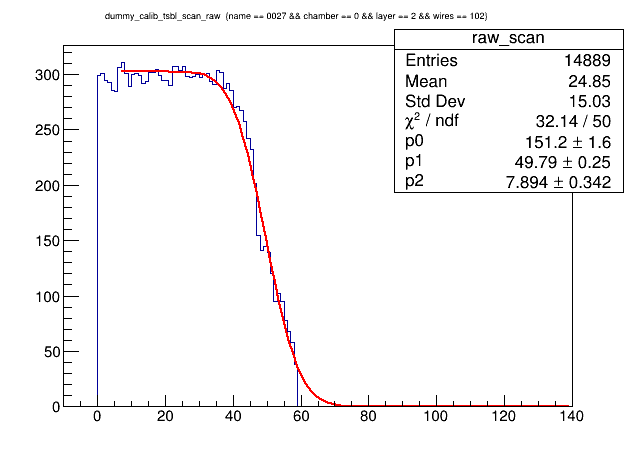 dummy_calib_tsbl_scan_raw (name == 0027 && chamber == 0 && layer == 2 && wires == 102)
raw_scan
Entries 14889
Mean 24.85
Std Dev 15.03
χ² / ndf 32.14 / 50
p0 151.2 ± 1.6
p1 49.79 ± 0.25
p2 7.894 ± 0.342
300
250
200
150
100
50
0
0 20 40 60 80 100 120 140